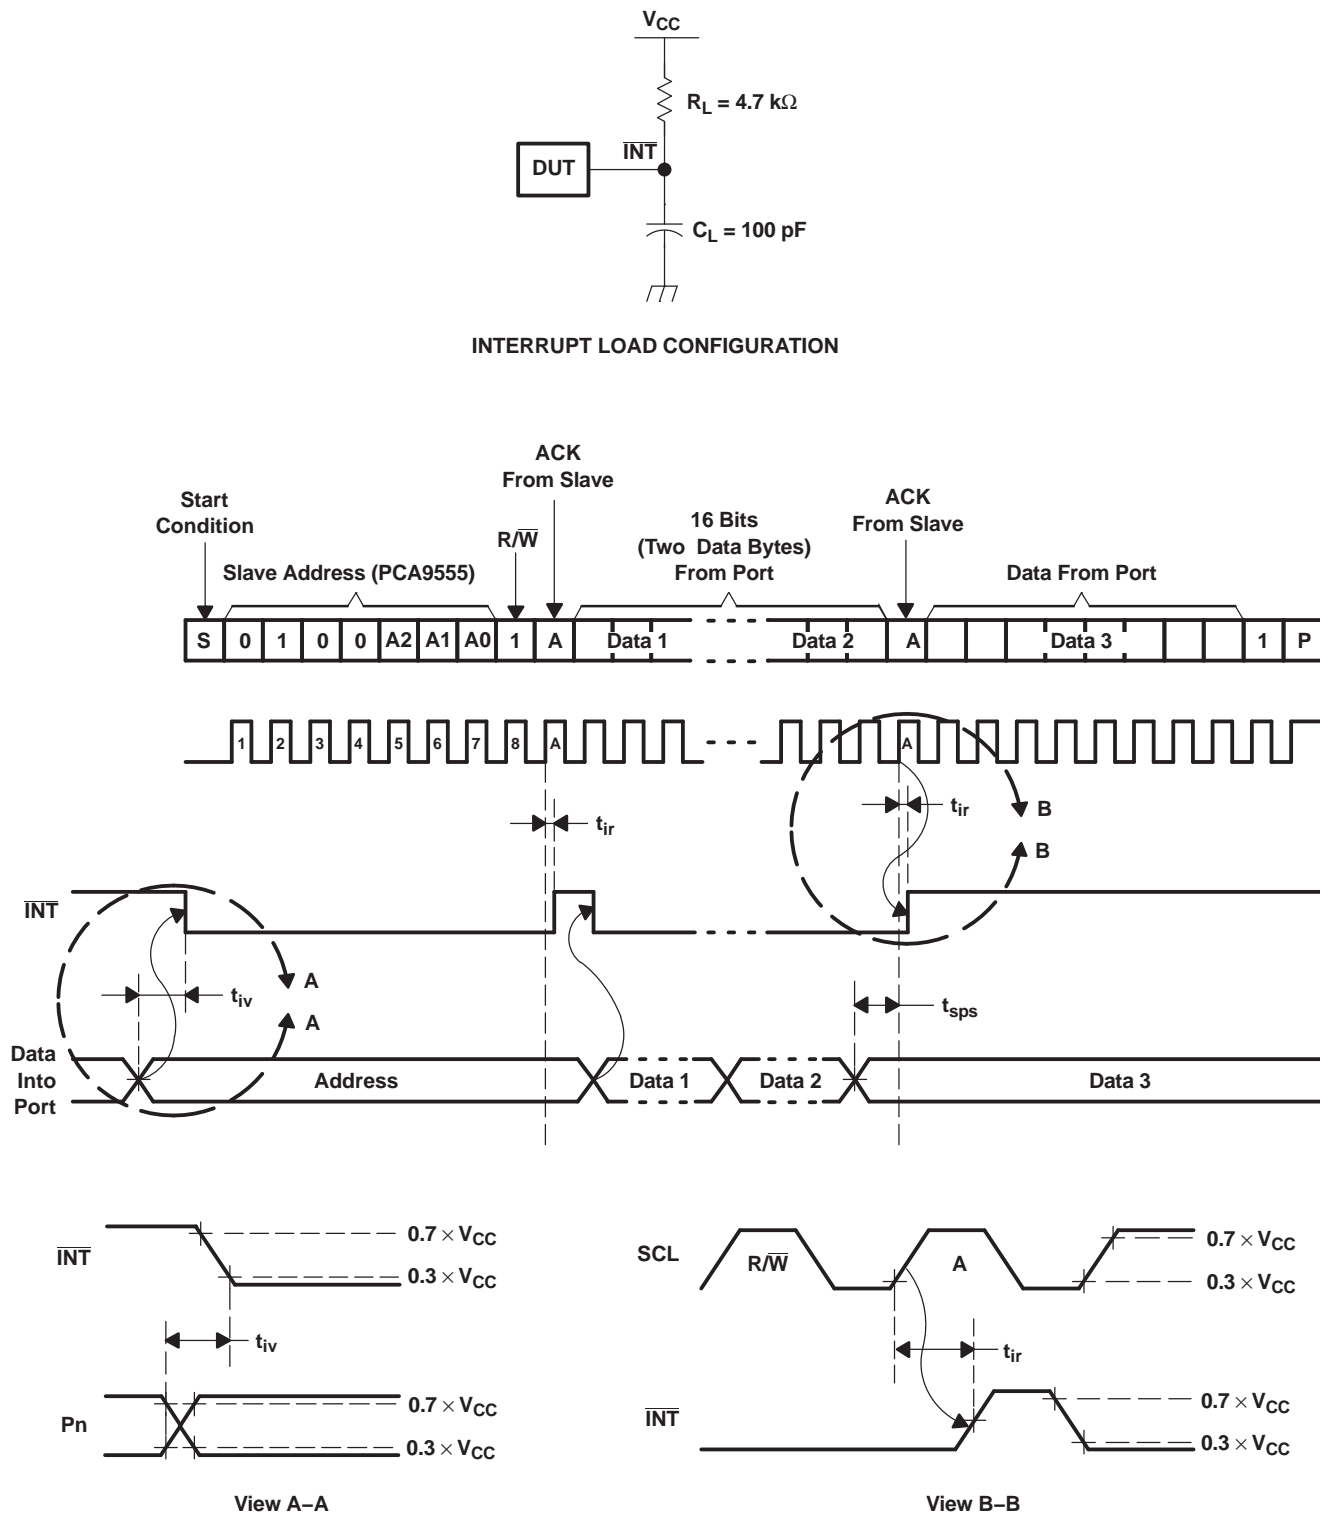 VCC
RL = 4.7 kΩ
INT
DUT
CL = 100 pF
INTERRUPT LOAD CONFIGURATION
ACK
From Slave
Start
Condition
R/W
16 Bits
(Two Data Bytes)
From Port
ACK
From Slave
Slave Address (PCA9555)
Data From Port
S 0 1 0 0 A2 A1 A0 1 A Data 1 Data 2 A Data 3 1 P
1 2 3 4 5 6 7 8 A A
tir
tir
B
B
INT
tiv
A
A
tsps
Data
Into
Port
Address
Data 1
Data 2
Data 3
INT
0.7 × VCC
0.3 × VCC
tiv
Pn
0.7 × VCC
0.3 × VCC
View A–A
SCL
R/W
A
0.7 × VCC
0.3 × VCC
tir
INT
0.7 × VCC
0.3 × VCC
View B–B